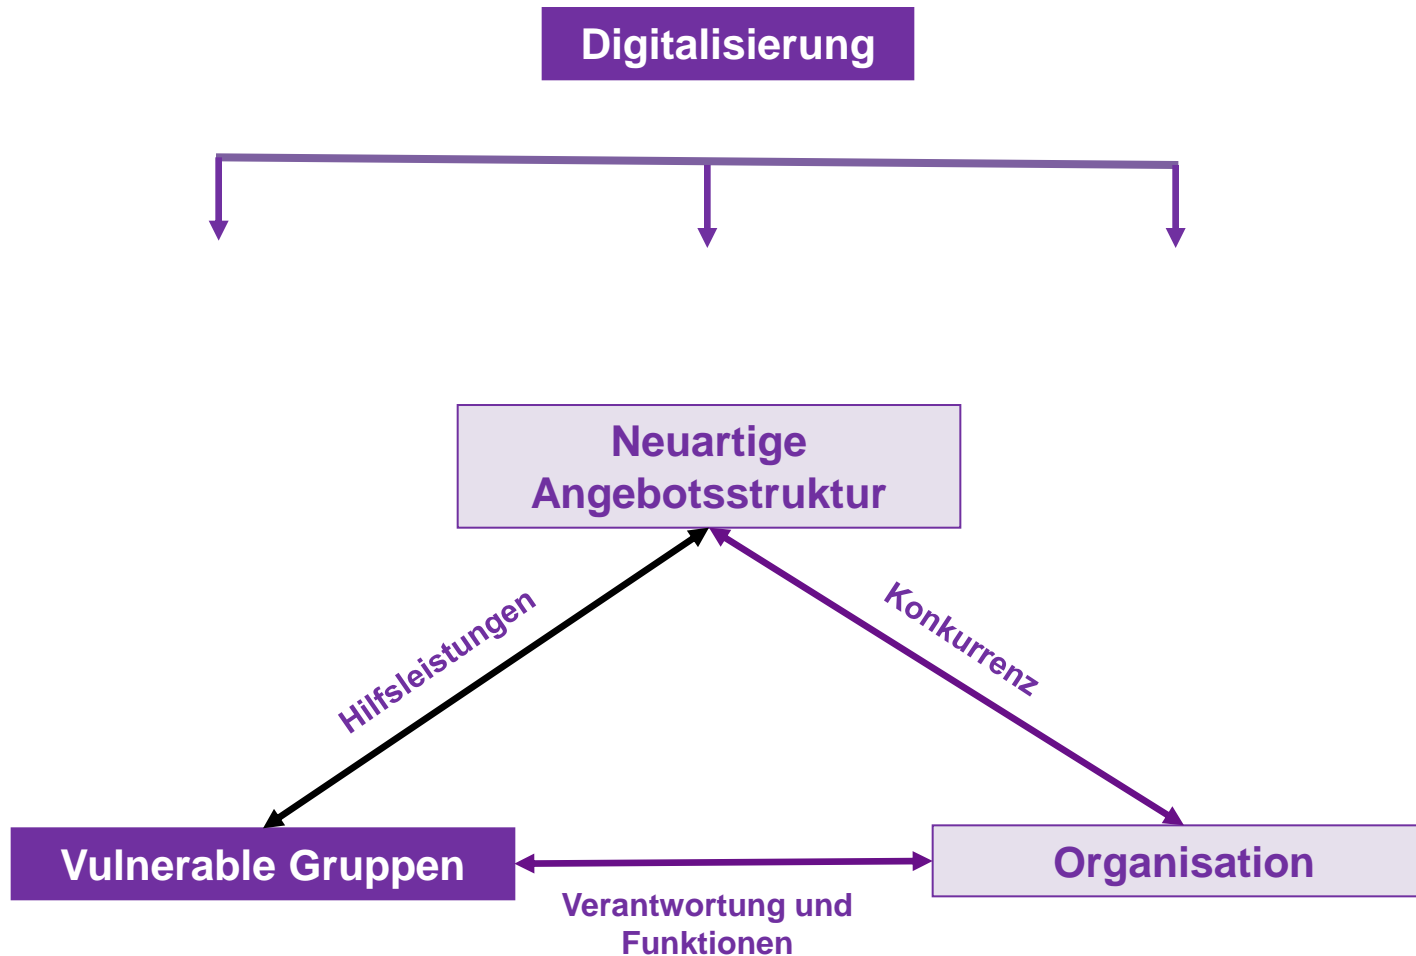 Digitalisierung
Neuartige
Angebotsstruktur
Hilfsleistungen
Konkurrenz
Vulnerable Gruppen
Organisation
Verantwortung und
Funktionen